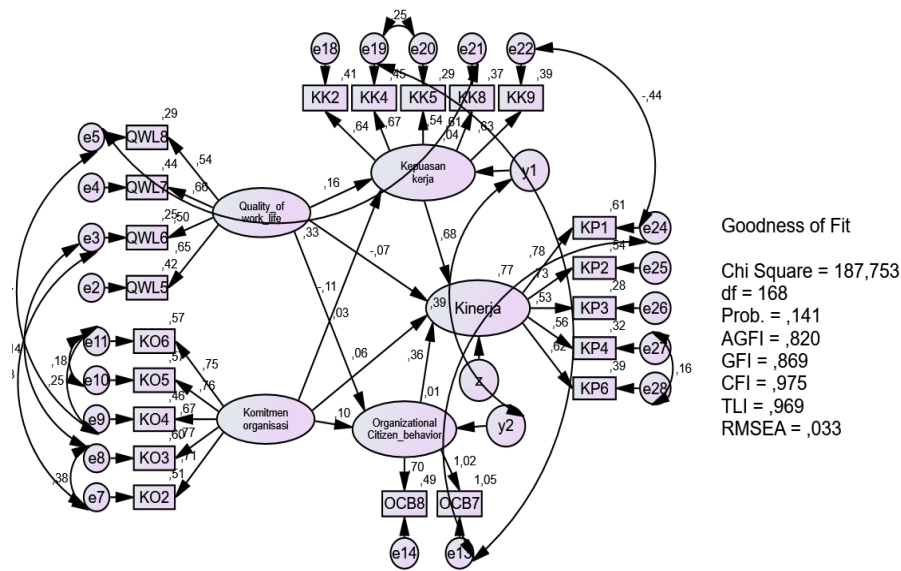 ,25
e18
e19
e20
e21
e22
,41
,45
,29
,37
,39
-,44
KK2
KK4
KK5
KK8
KK9
,64
,67
,54
,61
,04
,63
,29
e5
QWL8
,54
,44
e4
QWL7
,66
,25
,50
e3
QWL6
,65
,42
e2
QWL5
Quality_of
work_life
,16
Kepuasan
kerja
y1
,33
-,07
,68
-,11
,03
,39
,77
Kinerja
,61
KP1
e24
,78
,54
KP2
e25
,73
,28
KP3
e26
,53
,32
KP4
e27
,56
,39
KP6
e28
,62
,16
Goodness of Fit
Chi Square = 187,753
df = 168
Prob. = ,141
AGFI = ,820
GFI = ,869
CFI = ,975
TLI = ,969
RMSEA = ,033
,57
e11
KO6
,75
,18
,57
e10
KO5
,76
,25
,46
e9
KO4
,67
,60
,77
e8
KO3
,71
,51
,38
e7
KO2
Komitmen
organisasi
,06
,36
z
,10
,01
Organizational
Citizen_behavior
y2
,70
,49
1,02
1,05
OCB8
OCB7
e14
e13